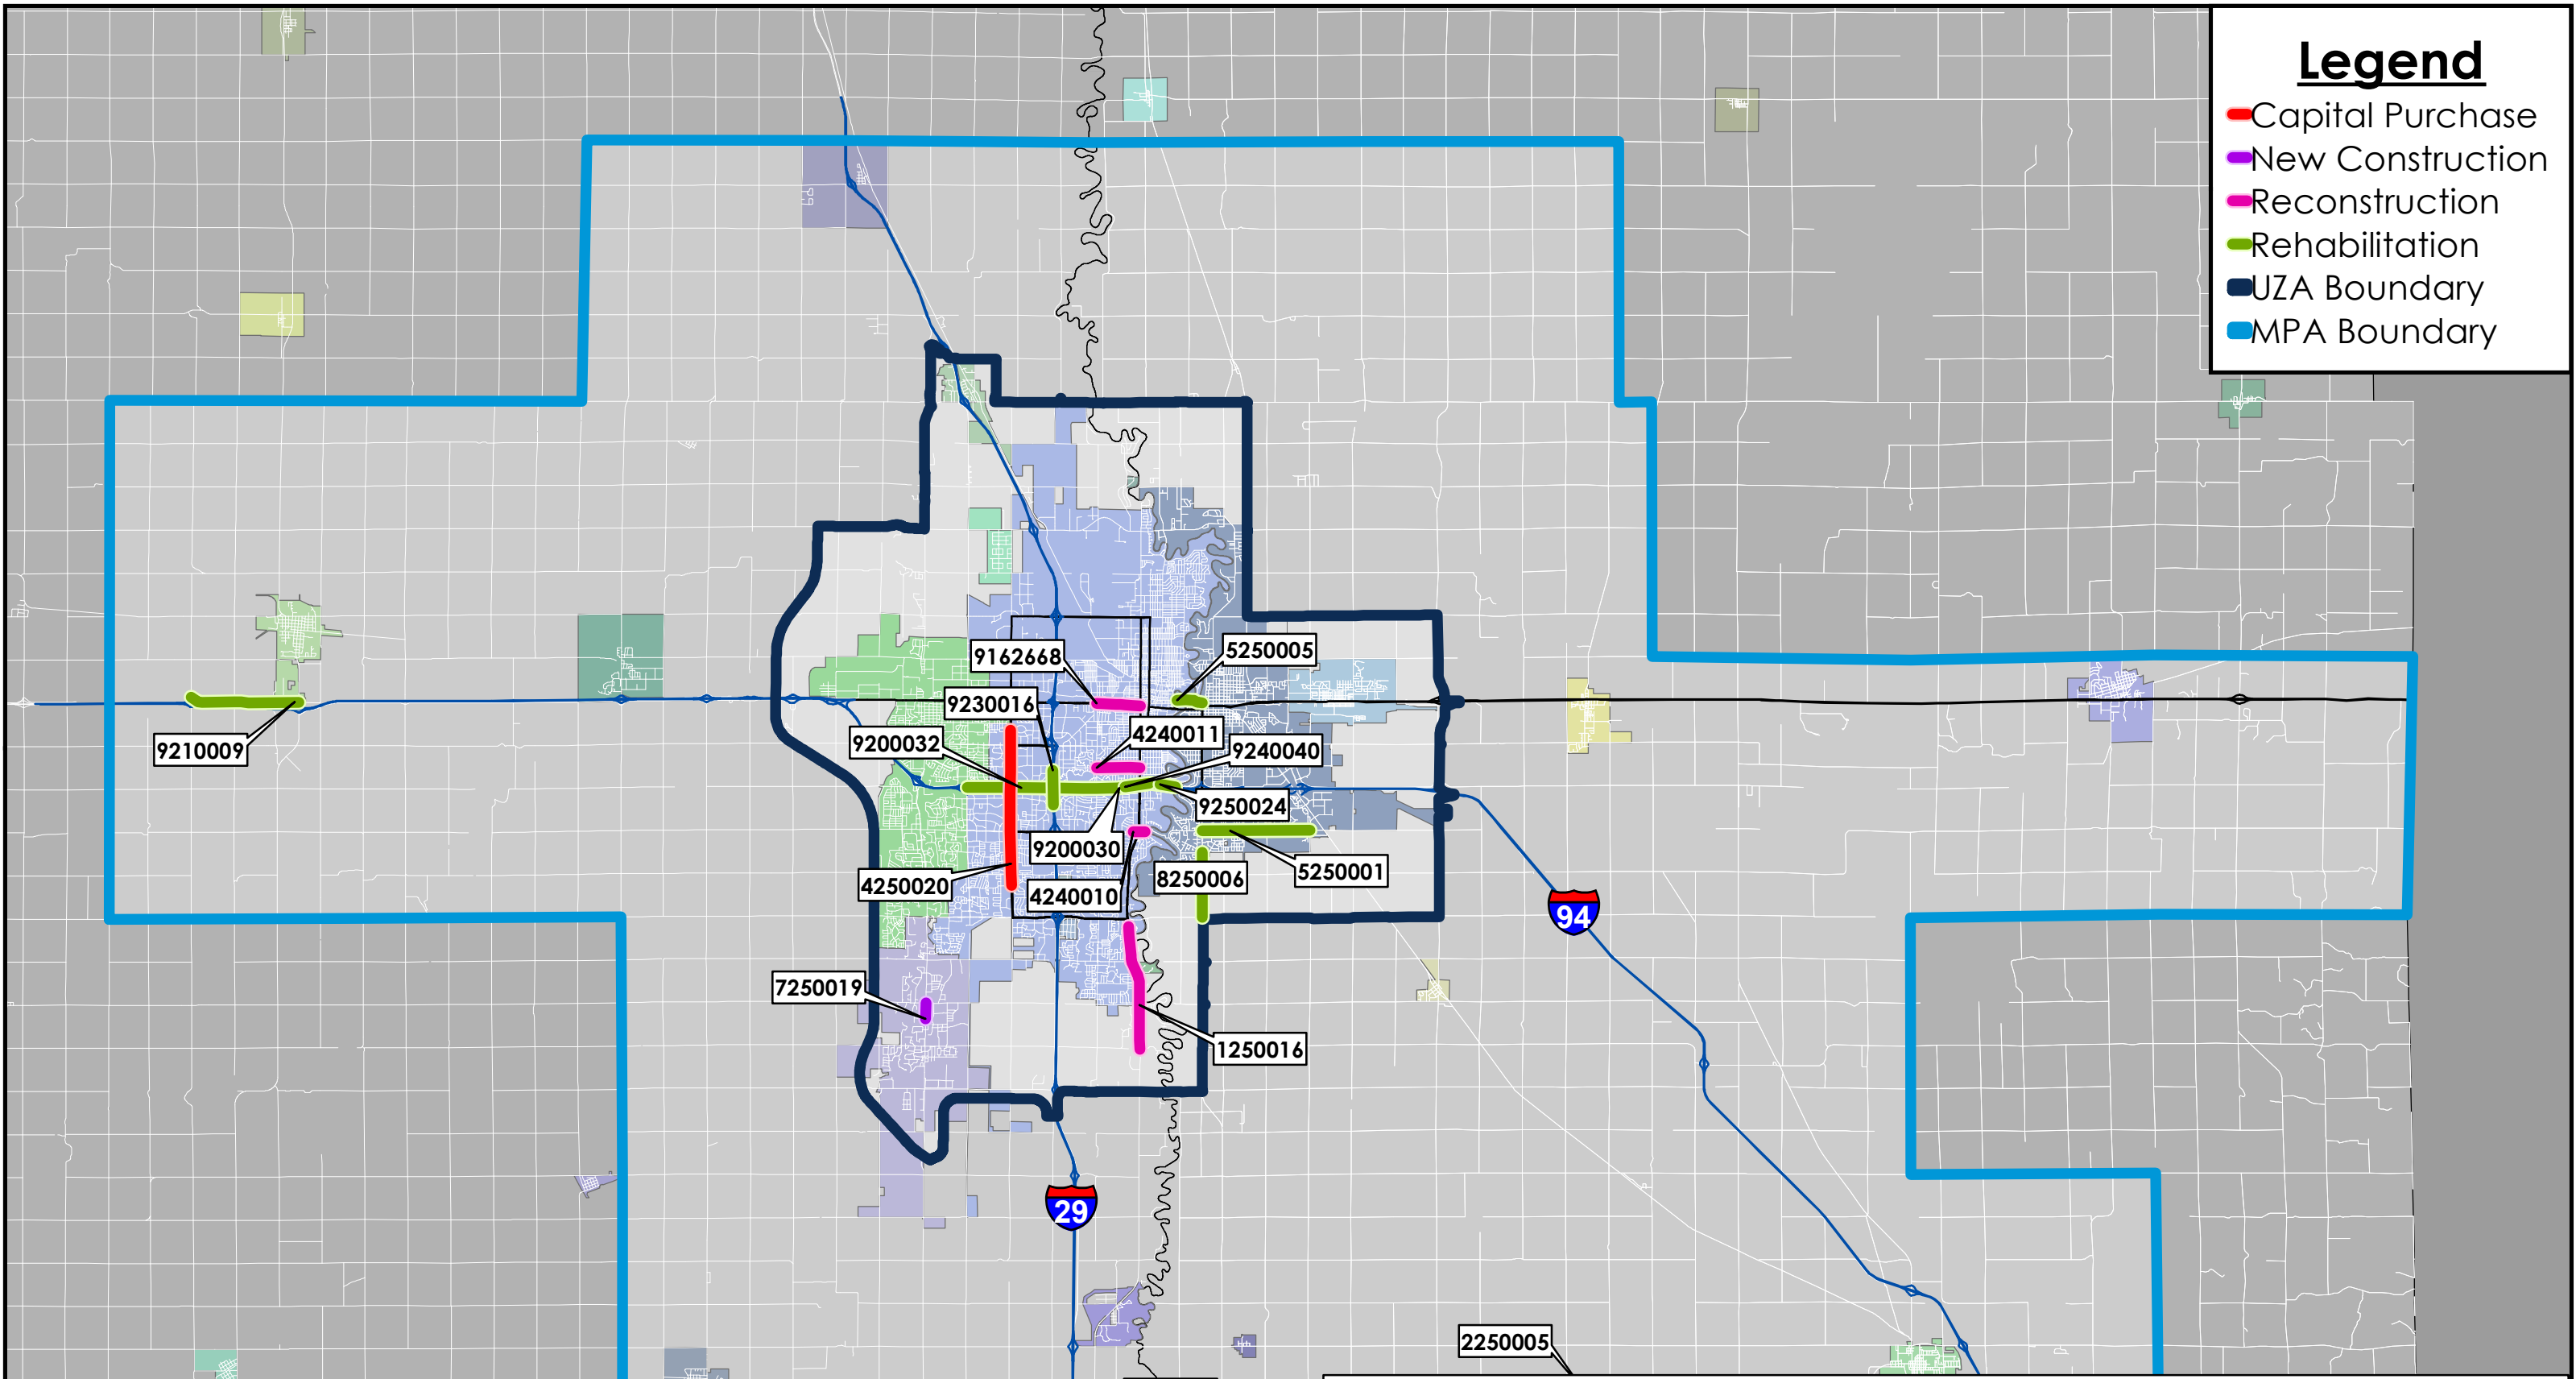 Legend
Capital Purchase
New Construction
Reconstruction
Rehabilitation
UZA Boundary
MPA Boundary
9162668
5250005
9230016
4240011
9200032
9240040
9210009
9250024
9200030
5250001
8250006
4250020
4240010
94
7250019
1250016
29
2250005